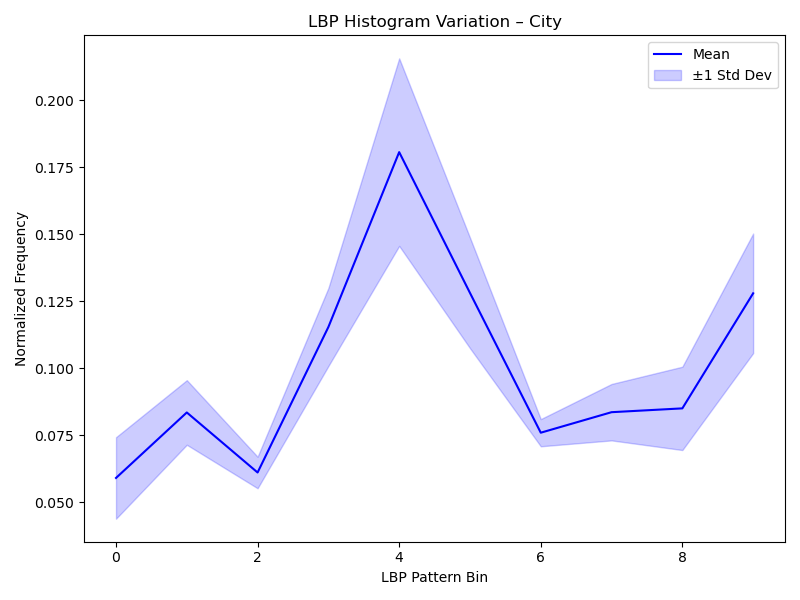 LBP Histogram Variation – City
Mean
±1 Std Dev
Normalized Frequency
0.200
0.175
0.150
0.125
0.100
0.075
0.050
0
2
4
6
8
LBP Pattern Bin